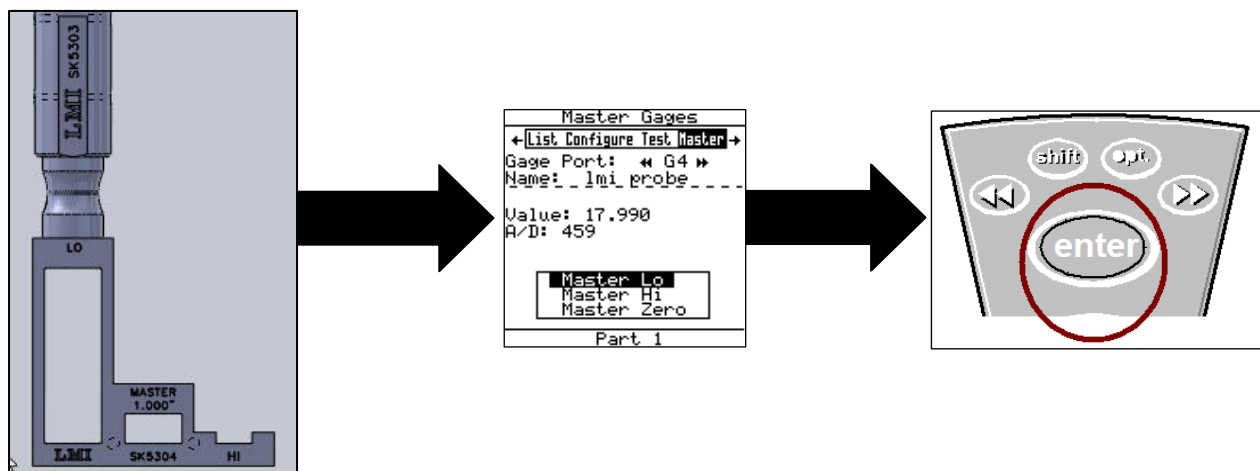 LMI SK5303
LO
MASTER
1.000"
LMI
SK5304
HI
Master Gages
List Configure Test Master
Gage Port: G4
Name: lmi probe
Value: 17.990
A/D: 459
Master Lo
Master Hi
Master Zero
Part 1
shift
opt.
enter